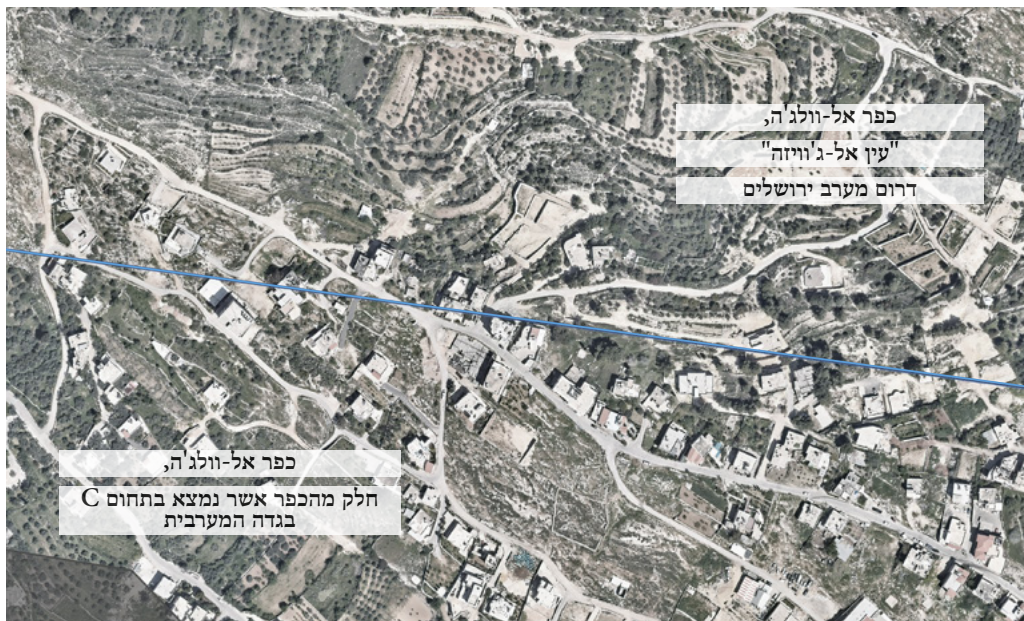 כפר אל-וולג'ה,
"עין אל-ג'וויזה"
דרום מערב ירושלים
כפר אל-וולג'ה,
חלק מהכפר אשר נמצא בתחום C
בגדה המערבית